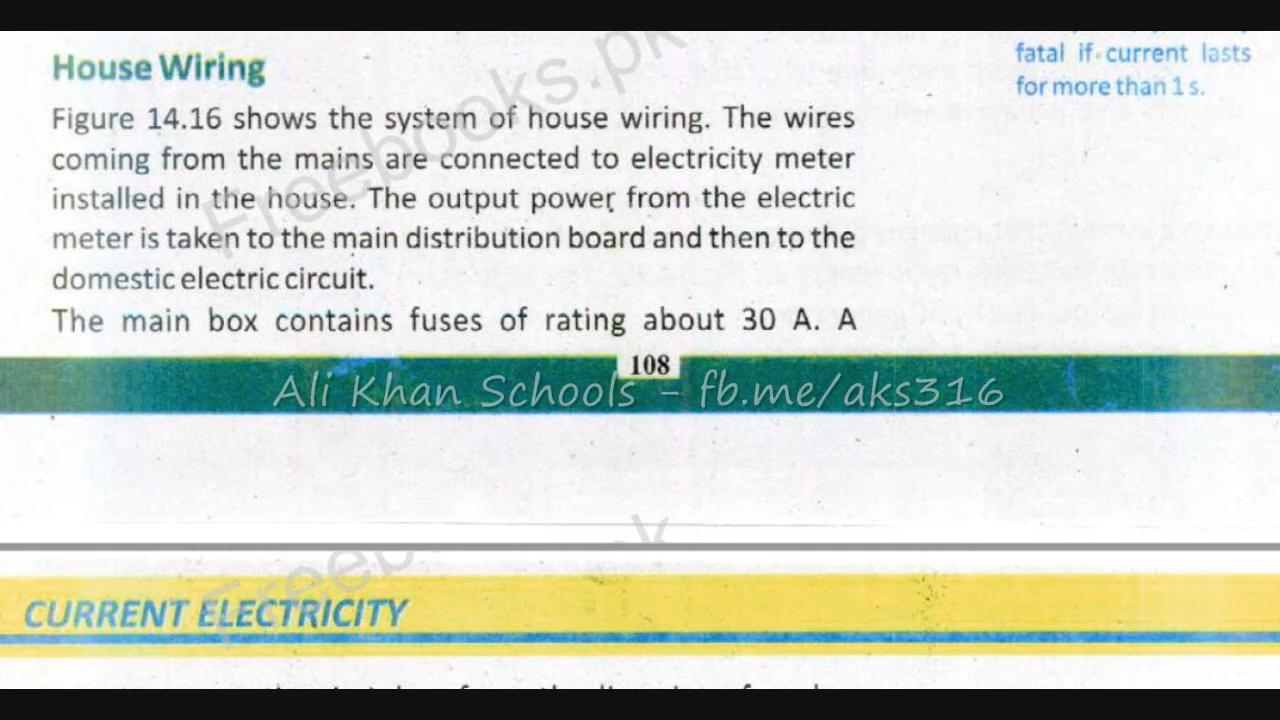 House Wiring
Figure 14.16 shows the system of house wiring. The wires
coming from the mains are connected to electricity meter
installed in the house. The output power from the electric
meter is taken to the main distribution board and then to the
domestic electric circuit.
The main box contains fuses of rating about 30 A. A
fatal if current lasts
for more than 1 s.
Freebooks.pk
108
Ali Khan Schools - fb.me/aks316
CURRENT ELECTRICITY